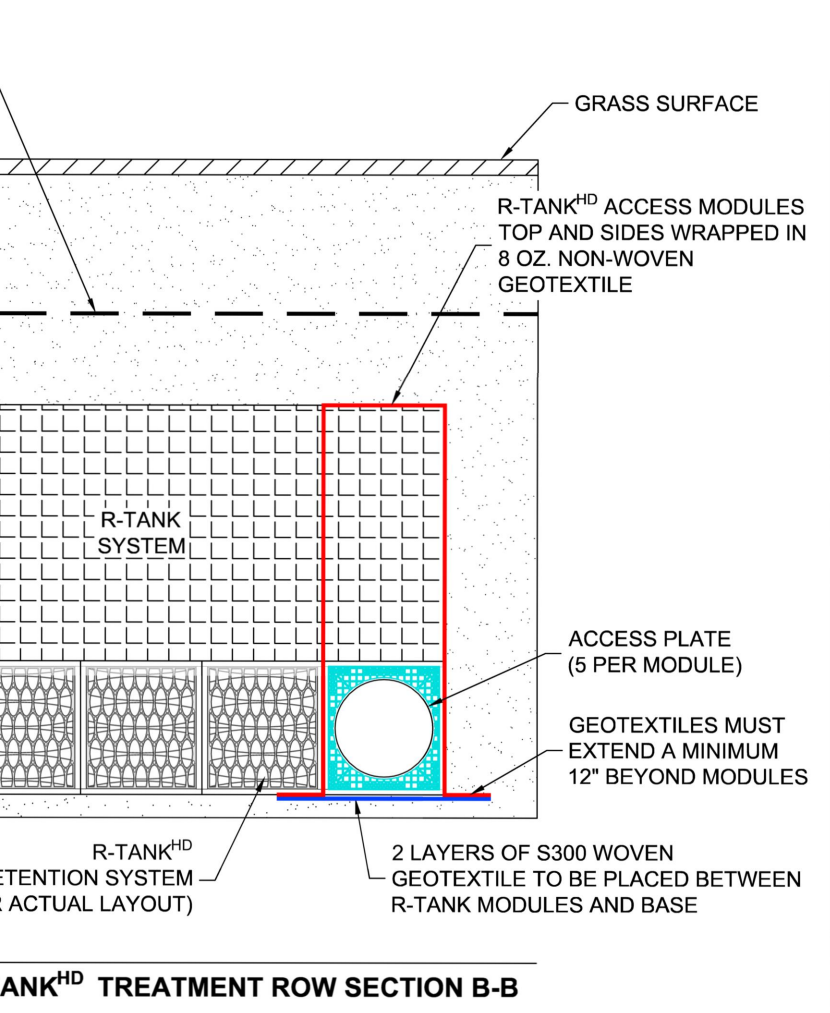 GRASS SURFACE
R-TANKHD ACCESS MODULES
TOP AND SIDES WRAPPED IN
8 OZ. NON-WOVEN
GEOTEXTILE
R-TANK
SYSTEM
ACCESS PLATE
(5 PER MODULE)
GEOTEXTILES MUST
EXTEND A MINIMUM
12" BEYOND MODULES
R-TANKHD
ETENTION SYSTEM
R ACTUAL LAYOUT)
2 LAYERS OF S300 WOVEN
GEOTEXTILE TO BE PLACED BETWEEN
R-TANK MODULES AND BASE
ANKHD TREATMENT ROW SECTION B-B